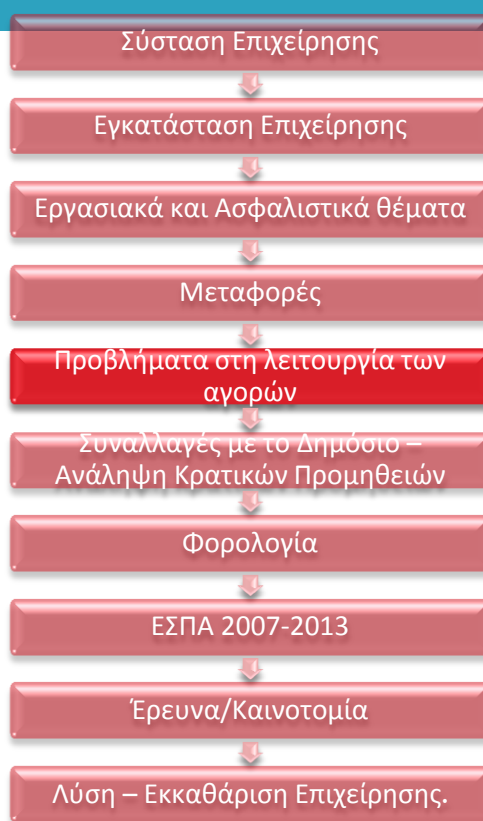 Σύσταση Επιχείρησης
Εγκατάσταση Επιχείρησης
Εργασιακά και Ασφαλιστικά θέματα
Μεταφορές
Προβλήματα στη λειτουργία των
αγορών
Συναλλαγές με το Δημόσιο –
Ανάληψη Κρατικών Προμηθειών
Φορολογία
ΕΣΠΑ 2007-2013
Έρευνα/Καινοτομία
Λύση – Εκκαθάριση Επιχείρησης.